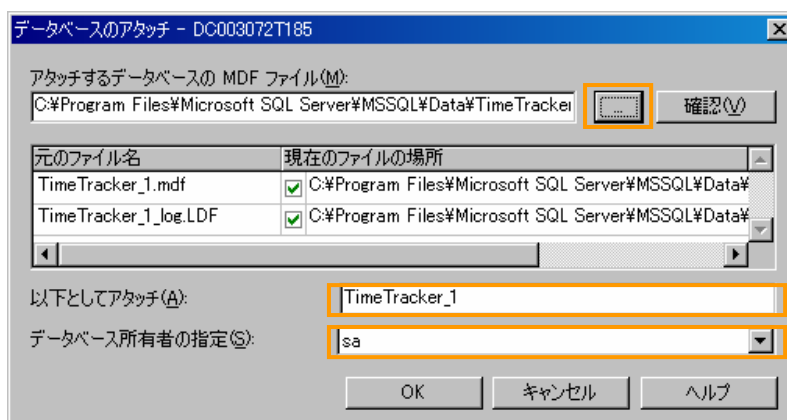 データベースのアタッチ - DC003072T185
アタッチするデータベースの MDF ファイル(M):
C:¥Program Files¥Microsoft SQL Server¥MSSQL¥Data¥TimeTracker
... 確認(V)
元のファイル名 現在のファイルの場所
TimeTracker_1.mdf C:¥Program Files¥Microsoft SQL Server¥MSSQL¥Data¥
TimeTracker_1_log.LDF C:¥Program Files¥Microsoft SQL Server¥MSSQL¥Data¥
以下としてアタッチ(A): TimeTracker_1
データベース所有者の指定(S): sa
OK キャンセル ヘルプ